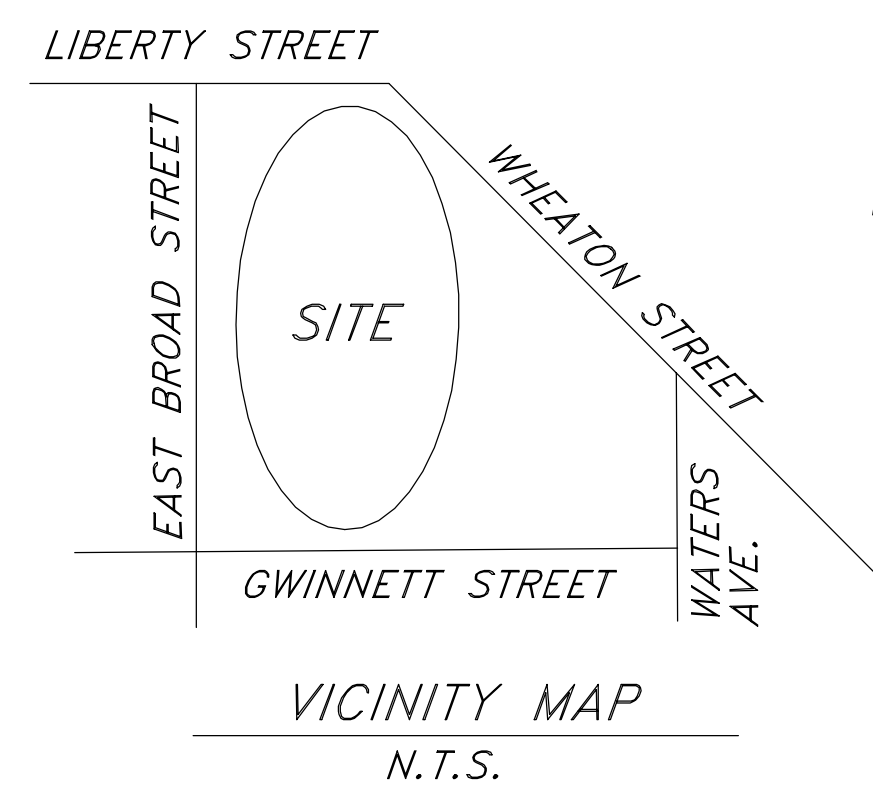 LIBERTY STREET
EAST BROAD STREET
WHEATON STREET
SITE
WATERS
AVE.
GWINNETT STREET
VICINITY MAP
N.T.S.